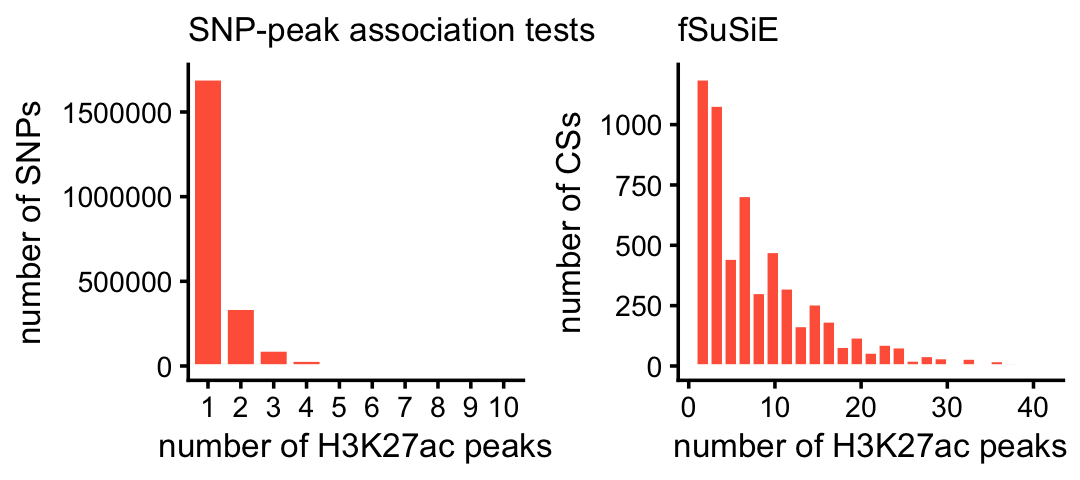 SNP-peak association tests
number of SNPs
1500000
1000000
500000
0
1 2 3 4 5 6 7 8 9 10
number of H3K27ac peaks
fSuSiE
number of CSs
1000
750
500
250
0
0 10 20 30 40
number of H3K27ac peaks